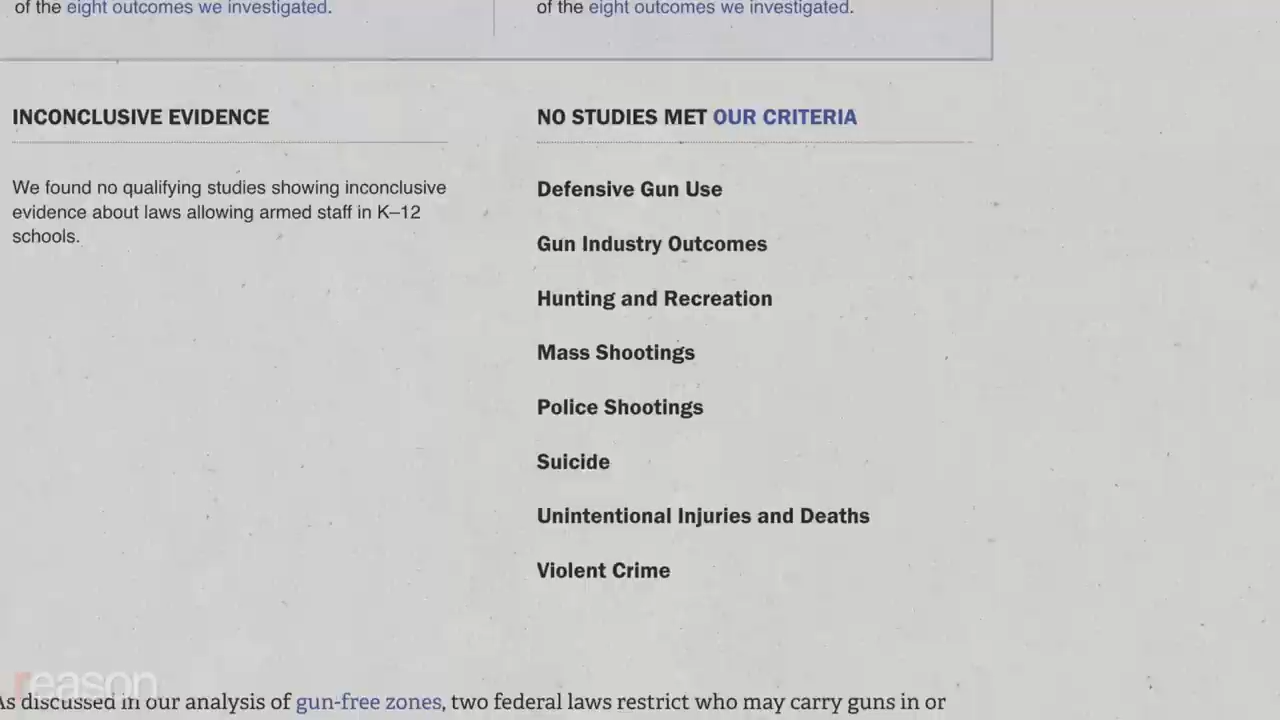 of the eight outcomes we investigated.
of the eight outcomes we investigated.
INCONCLUSIVE EVIDENCE
We found no qualifying studies showing inconclusive
evidence about laws allowing armed staff in K–12
schools.
NO STUDIES MET OUR CRITERIA
Defensive Gun Use
Gun Industry Outcomes
Hunting and Recreation
Mass Shootings
Police Shootings
Suicide
Unintentional Injuries and Deaths
Violent Crime
reason
As discussed in our analysis of gun-free zones, two federal laws restrict who may carry guns in or